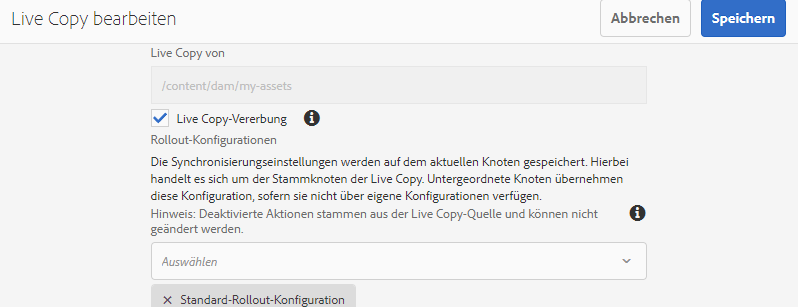 Live Copy bearbeiten
Abbrechen
Speichern
Live Copy von
/content/dam/my-assets
Live Copy-Vererbung
Rollout-Konfigurationen
Die Synchronisierungseinstellungen werden auf dem aktuellen Knoten gespeichert. Hierbei
handelt es sich um der Stammknoten der Live Copy. Untergeordnete Knoten übernehmen
diese Konfiguration, sofern sie nicht über eigene Konfigurationen verfügen.
Hinweis: Deaktivierte Aktionen stammen aus der Live Copy-Quelle und können nicht
geändert werden.
Auswählen
Standard-Rollout-Konfiguration